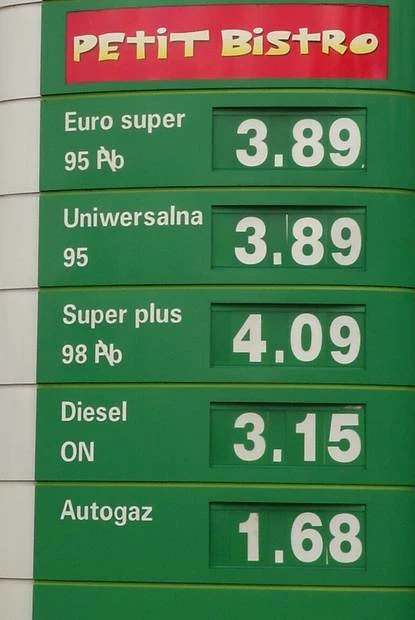 PETIT BISTRO
Euro super
95 Pb 3.89
Uniwersalna
95 3.89
Super plus
98 Pb 4.09
Diesel
ON 3.15
Autogaz 1.68